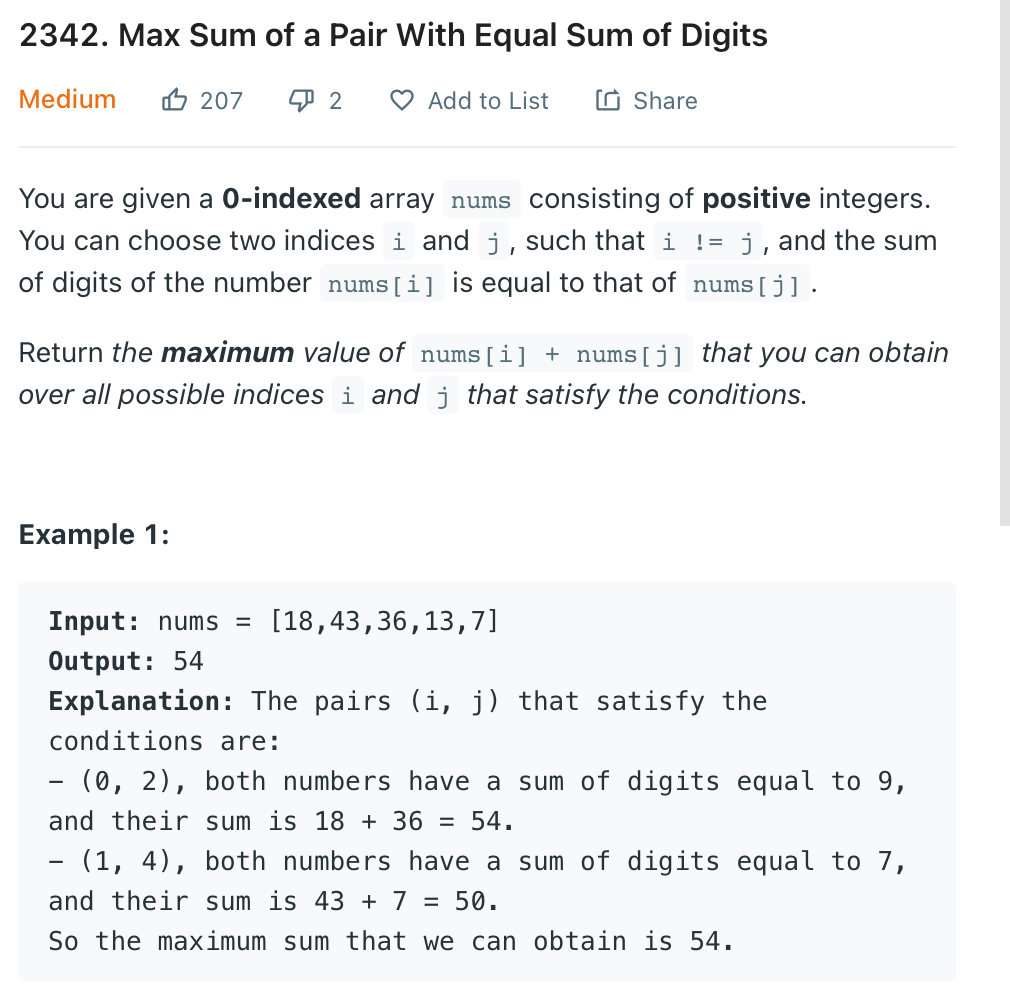 2342. Max Sum of a Pair With Equal Sum of Digits
Medium 207 2 Add to List Share
You are given a 0-indexed array nums consisting of positive integers.
You can choose two indices i and j, such that i != j, and the sum
of digits of the number nums[i] is equal to that of nums[j].
Return the maximum value of nums[i] + nums[j] that you can obtain
over all possible indices i and j that satisfy the conditions.
Example 1:
Input: nums = [18,43,36,13,7]
Output: 54
Explanation: The pairs (i, j) that satisfy the
conditions are:
- (0, 2), both numbers have a sum of digits equal to 9,
and their sum is 18 + 36 = 54.
- (1, 4), both numbers have a sum of digits equal to 7,
and their sum is 43 + 7 = 50.
So the maximum sum that we can obtain is 54.